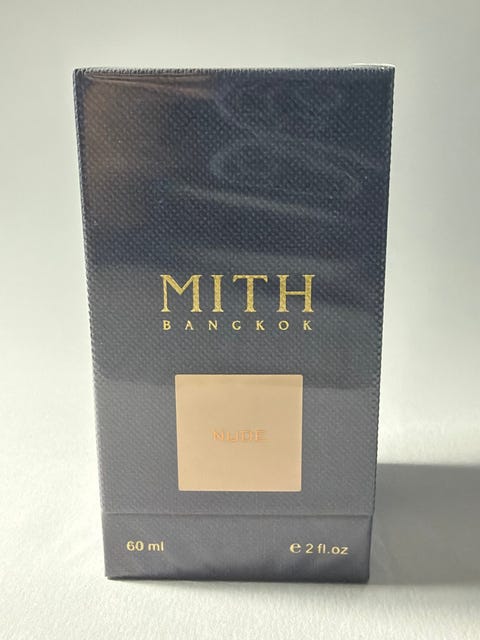 MITH
BANGKOK
NUDE
60 ml ℮ 2 fl.oz